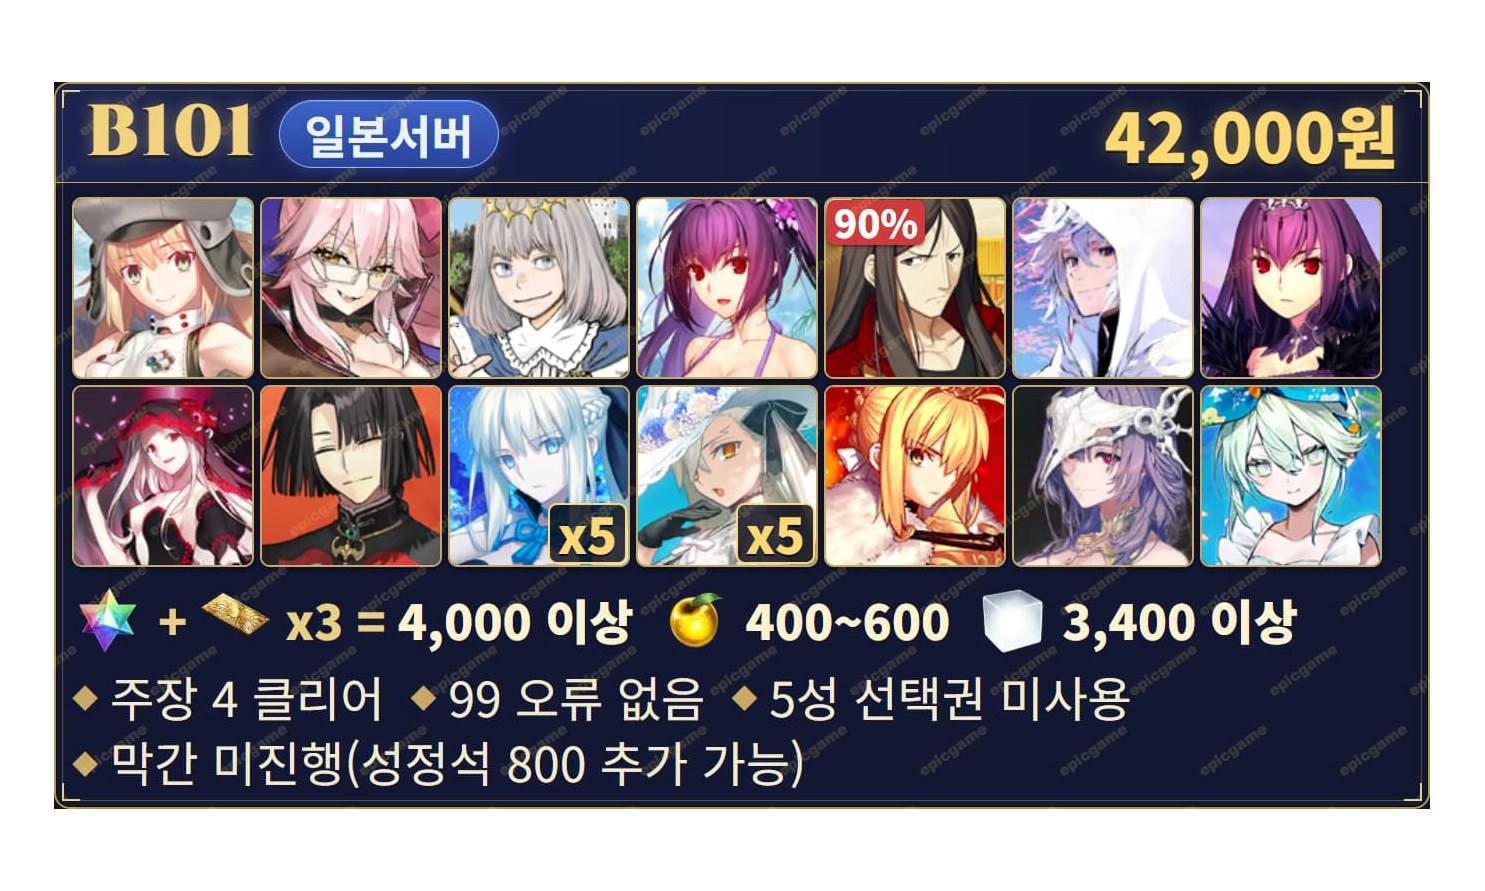 B101 일본서버 42,000원
90%
x5 x5
+ x3 = 4,000 이상 400~600 3,400 이상
◆ 주장 4 클리어 ◆ 99 오류 없음 ◆ 5성 선택권 미사용
◆ 막간 미진행(성정석 800 추가 가능)
epicgame